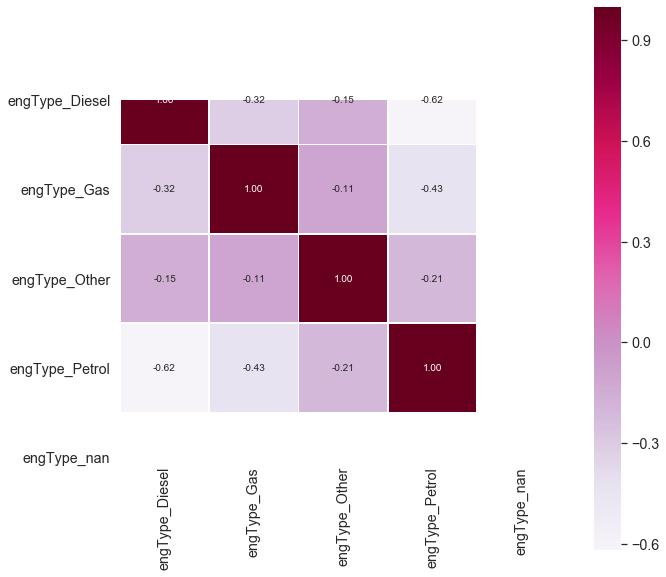 engType_Diesel 1.00 -0.32 -0.15 -0.62
engType_Gas -0.32 1.00 -0.11 -0.43
engType_Other -0.15 -0.11 1.00 -0.21
engType_Petrol -0.62 -0.43 -0.21 1.00
engType_nan
engType_Diesel
engType_Gas
engType_Other
engType_Petrol
engType_nan
0.9
0.6
0.3
0.0
−0.3
−0.6